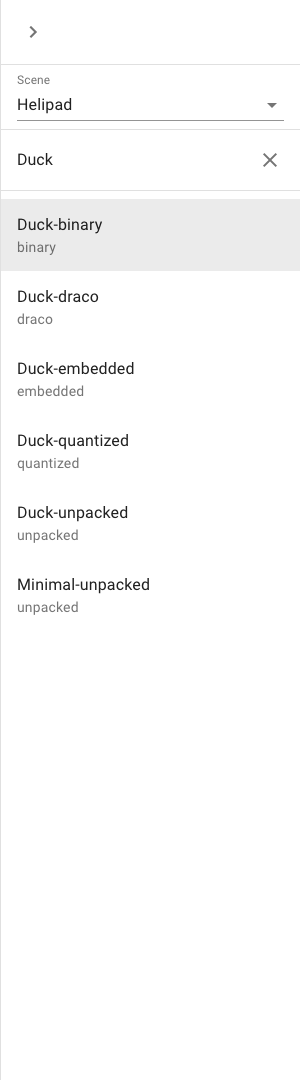 Scene
Helipad
Duck
Duck-binary
binary
Duck-draco
draco
Duck-embedded
embedded
Duck-quantized
quantized
Duck-unpacked
unpacked
Minimal-unpacked
unpacked